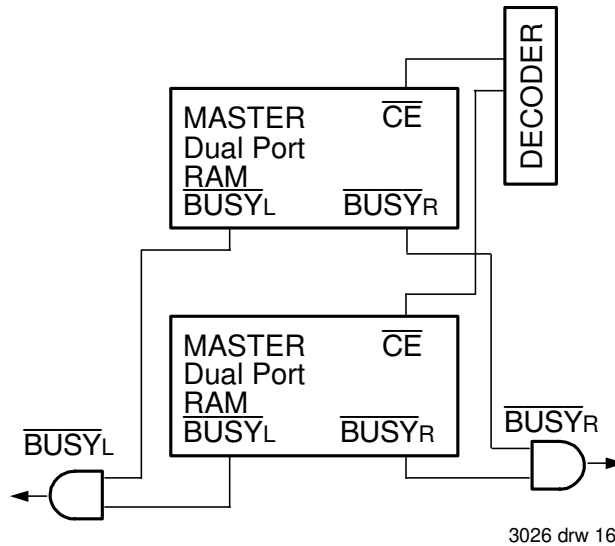 DECODER
MASTER CE
Dual Port
RAM
BUSYL BUSYR
MASTER CE
Dual Port
RAM
BUSYL BUSYR
BUSYL
BUSYR
3026 drw 16